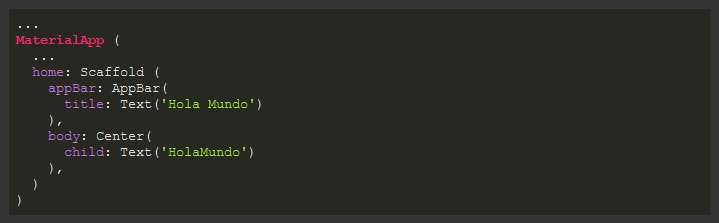 ...
MaterialApp (
  ...
  home: Scaffold (
    appBar: AppBar(
      title: Text('Hola Mundo')
    ),
    body: Center(
      child: Text('HolaMundo')
    ),
  )
)